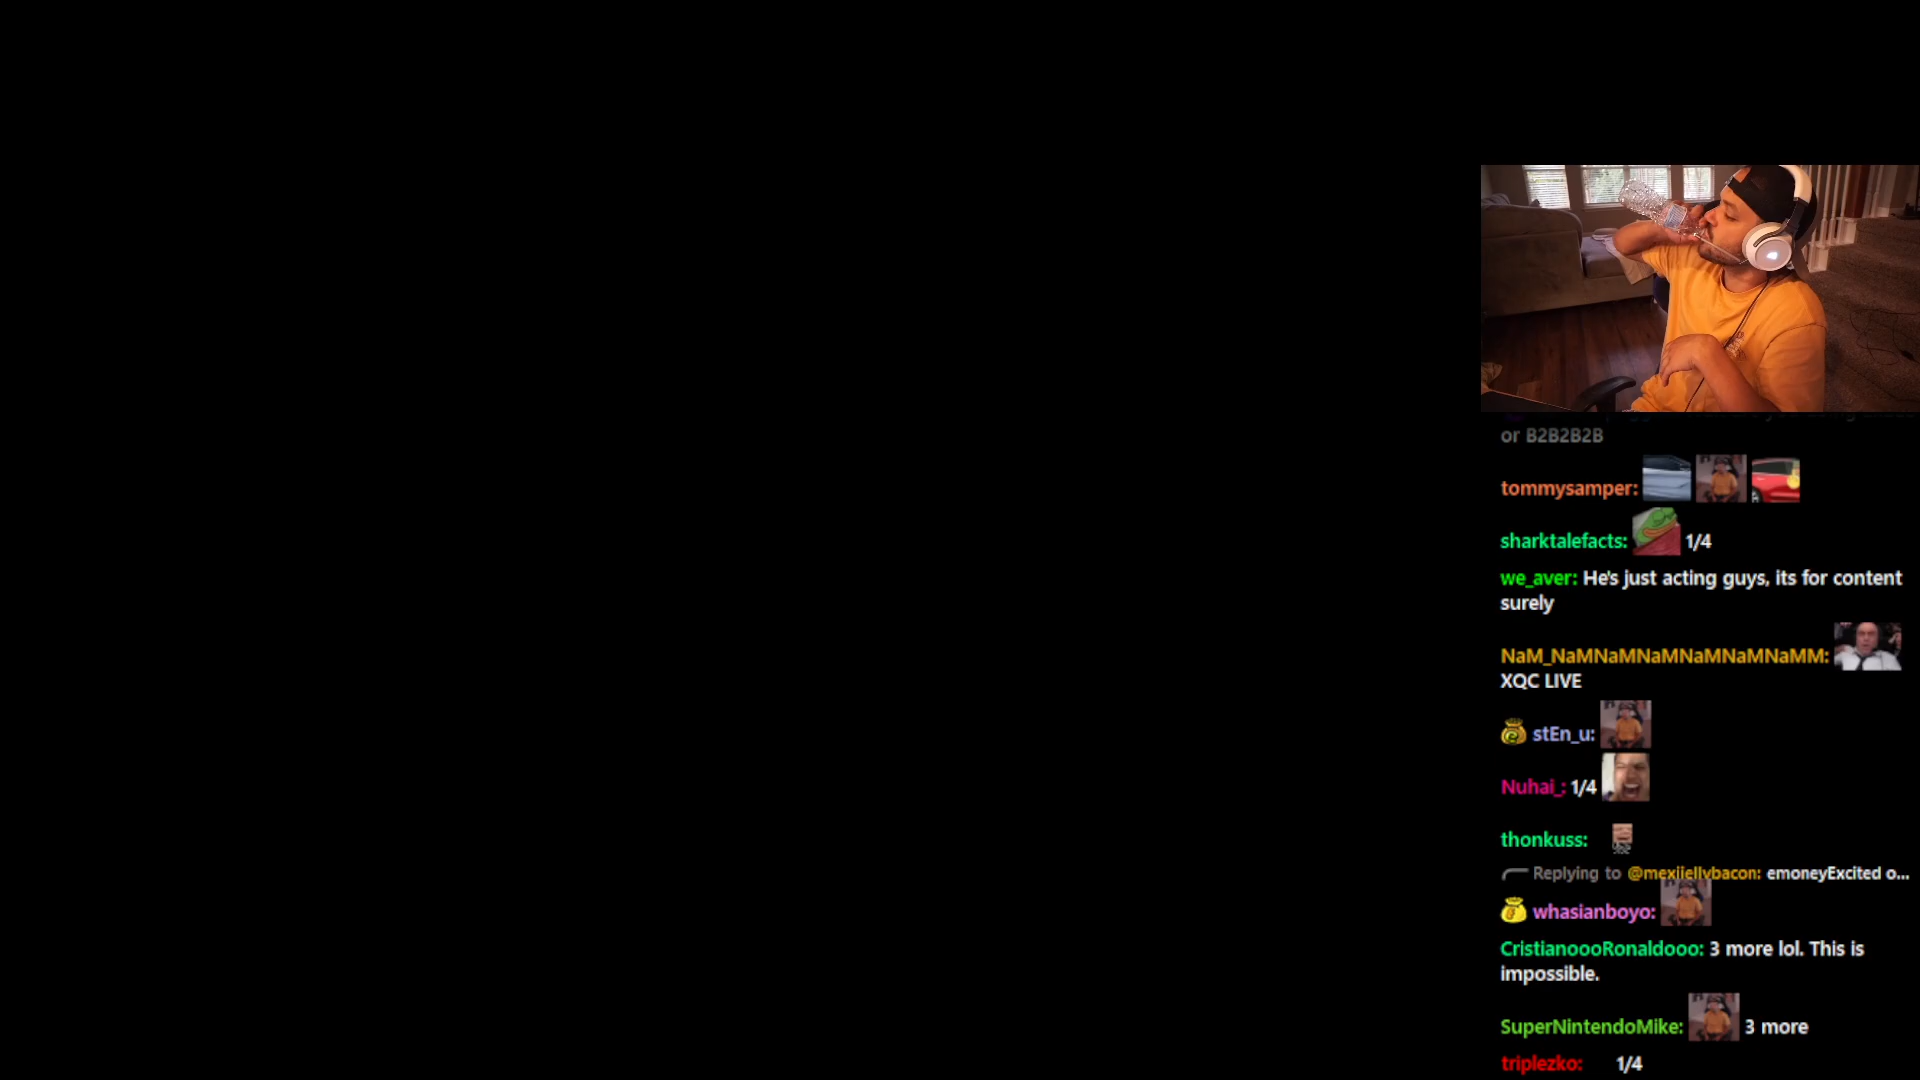 or B2B2B2B
tommysamper:
sharktalefacts: 1/4
we_aver: He's just acting guys, its for content
surely
NaM_NaMNaMNaMNaMNaMNaMM:
XQC LIVE
stEn_u:
Nuhai_: 1/4
thonkuss:
Replying to @mexijellybacon: emoneyExcited o...
whasianboyo:
CristianoooRonaldooo: 3 more lol. This is
impossible.
SuperNintendoMike: 3 more
triplezko: 1/4